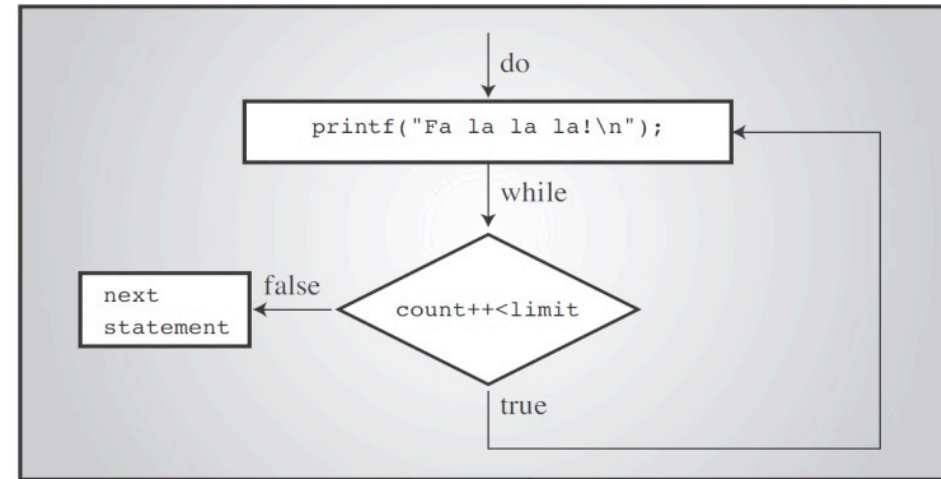 do
printf("Fa la la la!\n");
while
count++<limit
false
next
statement
true